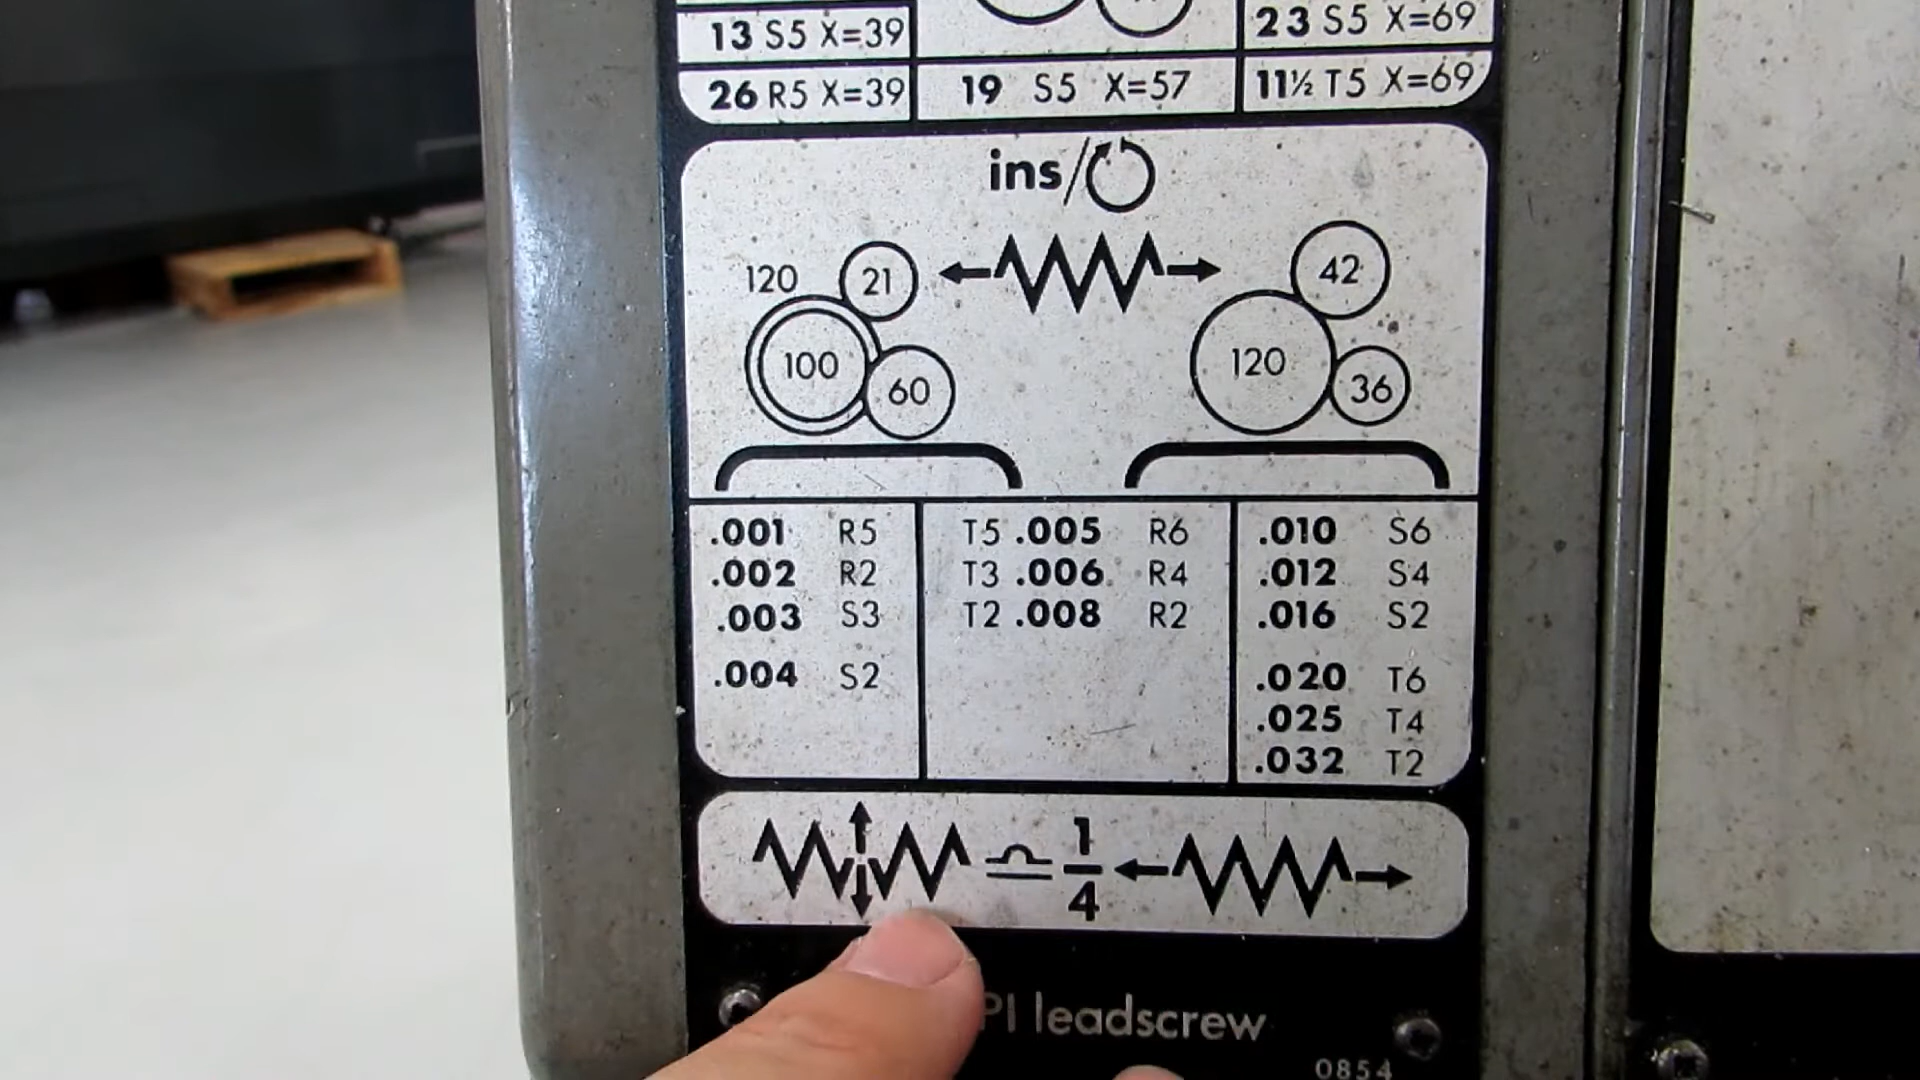 13 S5 X=39
23 S5 X=69
26 R5 X=39
19 S5 X=57
11½ T5 X=69
ins/
120 21 100 60
42 120 36
.001 R5 T5 .005 R6 .010 S6
.002 R2 T3 .006 R4 .012 S4
.003 S3 T2 .008 R2 .016 S2
.004 S2 .020 T6
.025 T4
.032 T2
1
4
PI leadscrew
0854